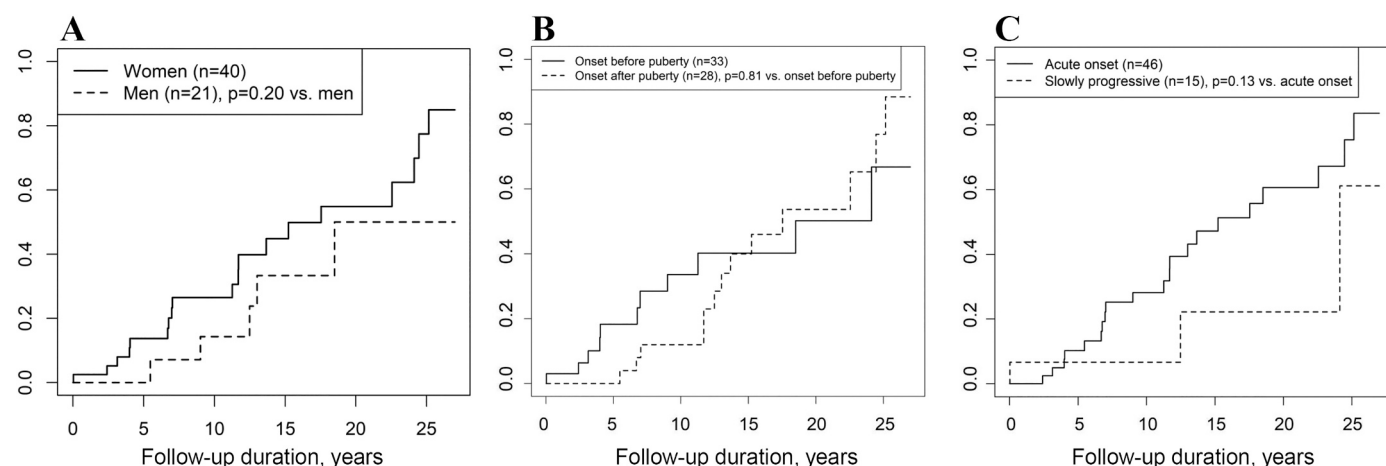 A
B
C
Women (n=40)
Men (n=21), p=0.20 vs. men
1.0
0.8
0.6
0.4
0.2
0.0
0 5 10 15 20 25
Follow-up duration, years
Onset before puberty (n=33)
Onset after puberty (n=28), p=0.81 vs. onset before puberty
1.0
0.8
0.6
0.4
0.2
0.0
0 5 10 15 20 25
Follow-up duration, years
Acute onset (n=46)
Slowly progressive (n=15), p=0.13 vs. acute onset
1.0
0.8
0.6
0.4
0.2
0.0
0 5 10 15 20 25
Follow-up duration, years